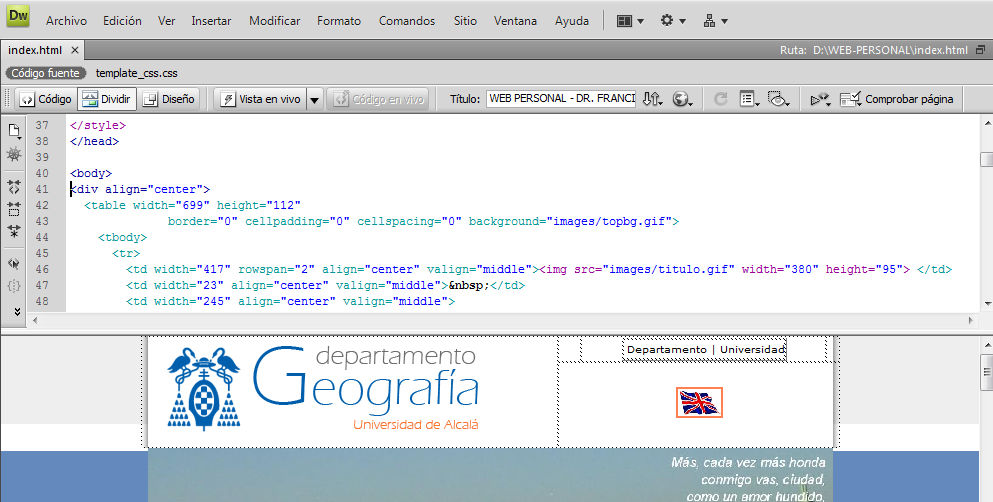 Dw Archivo Edición Ver Insertar Modificar Formato Comandos Sitio Ventana Ayuda
index.html × Ruta: D:\WEB-PERSONAL\index.html
Código fuente template_css.css
Código Dividir Diseño Vista en vivo Código en vivo Título: WEB PERSONAL - DR. FRANCI Comprobar página
37 </style>
38 </head>
39
40 <body>
41 <div align="center">
42 <table width="699" height="112"
43 border="0" cellpadding="0" cellspacing="0" background="images/topbg.gif">
44 <tbody>
45 <tr>
46 <td width="417" rowspan="2" align="center" valign="middle"><img src="images/titulo.gif" width="380" height="95"> </td>
47 <td width="23" align="center" valign="middle">&nbsp;</td>
48 <td width="245" align="center" valign="middle">
departamento
Geografía
Universidad de Alcalá
Departamento | Universidad
Más, cada vez más honda
conmigo vas, ciudad,
como un amor hundido,